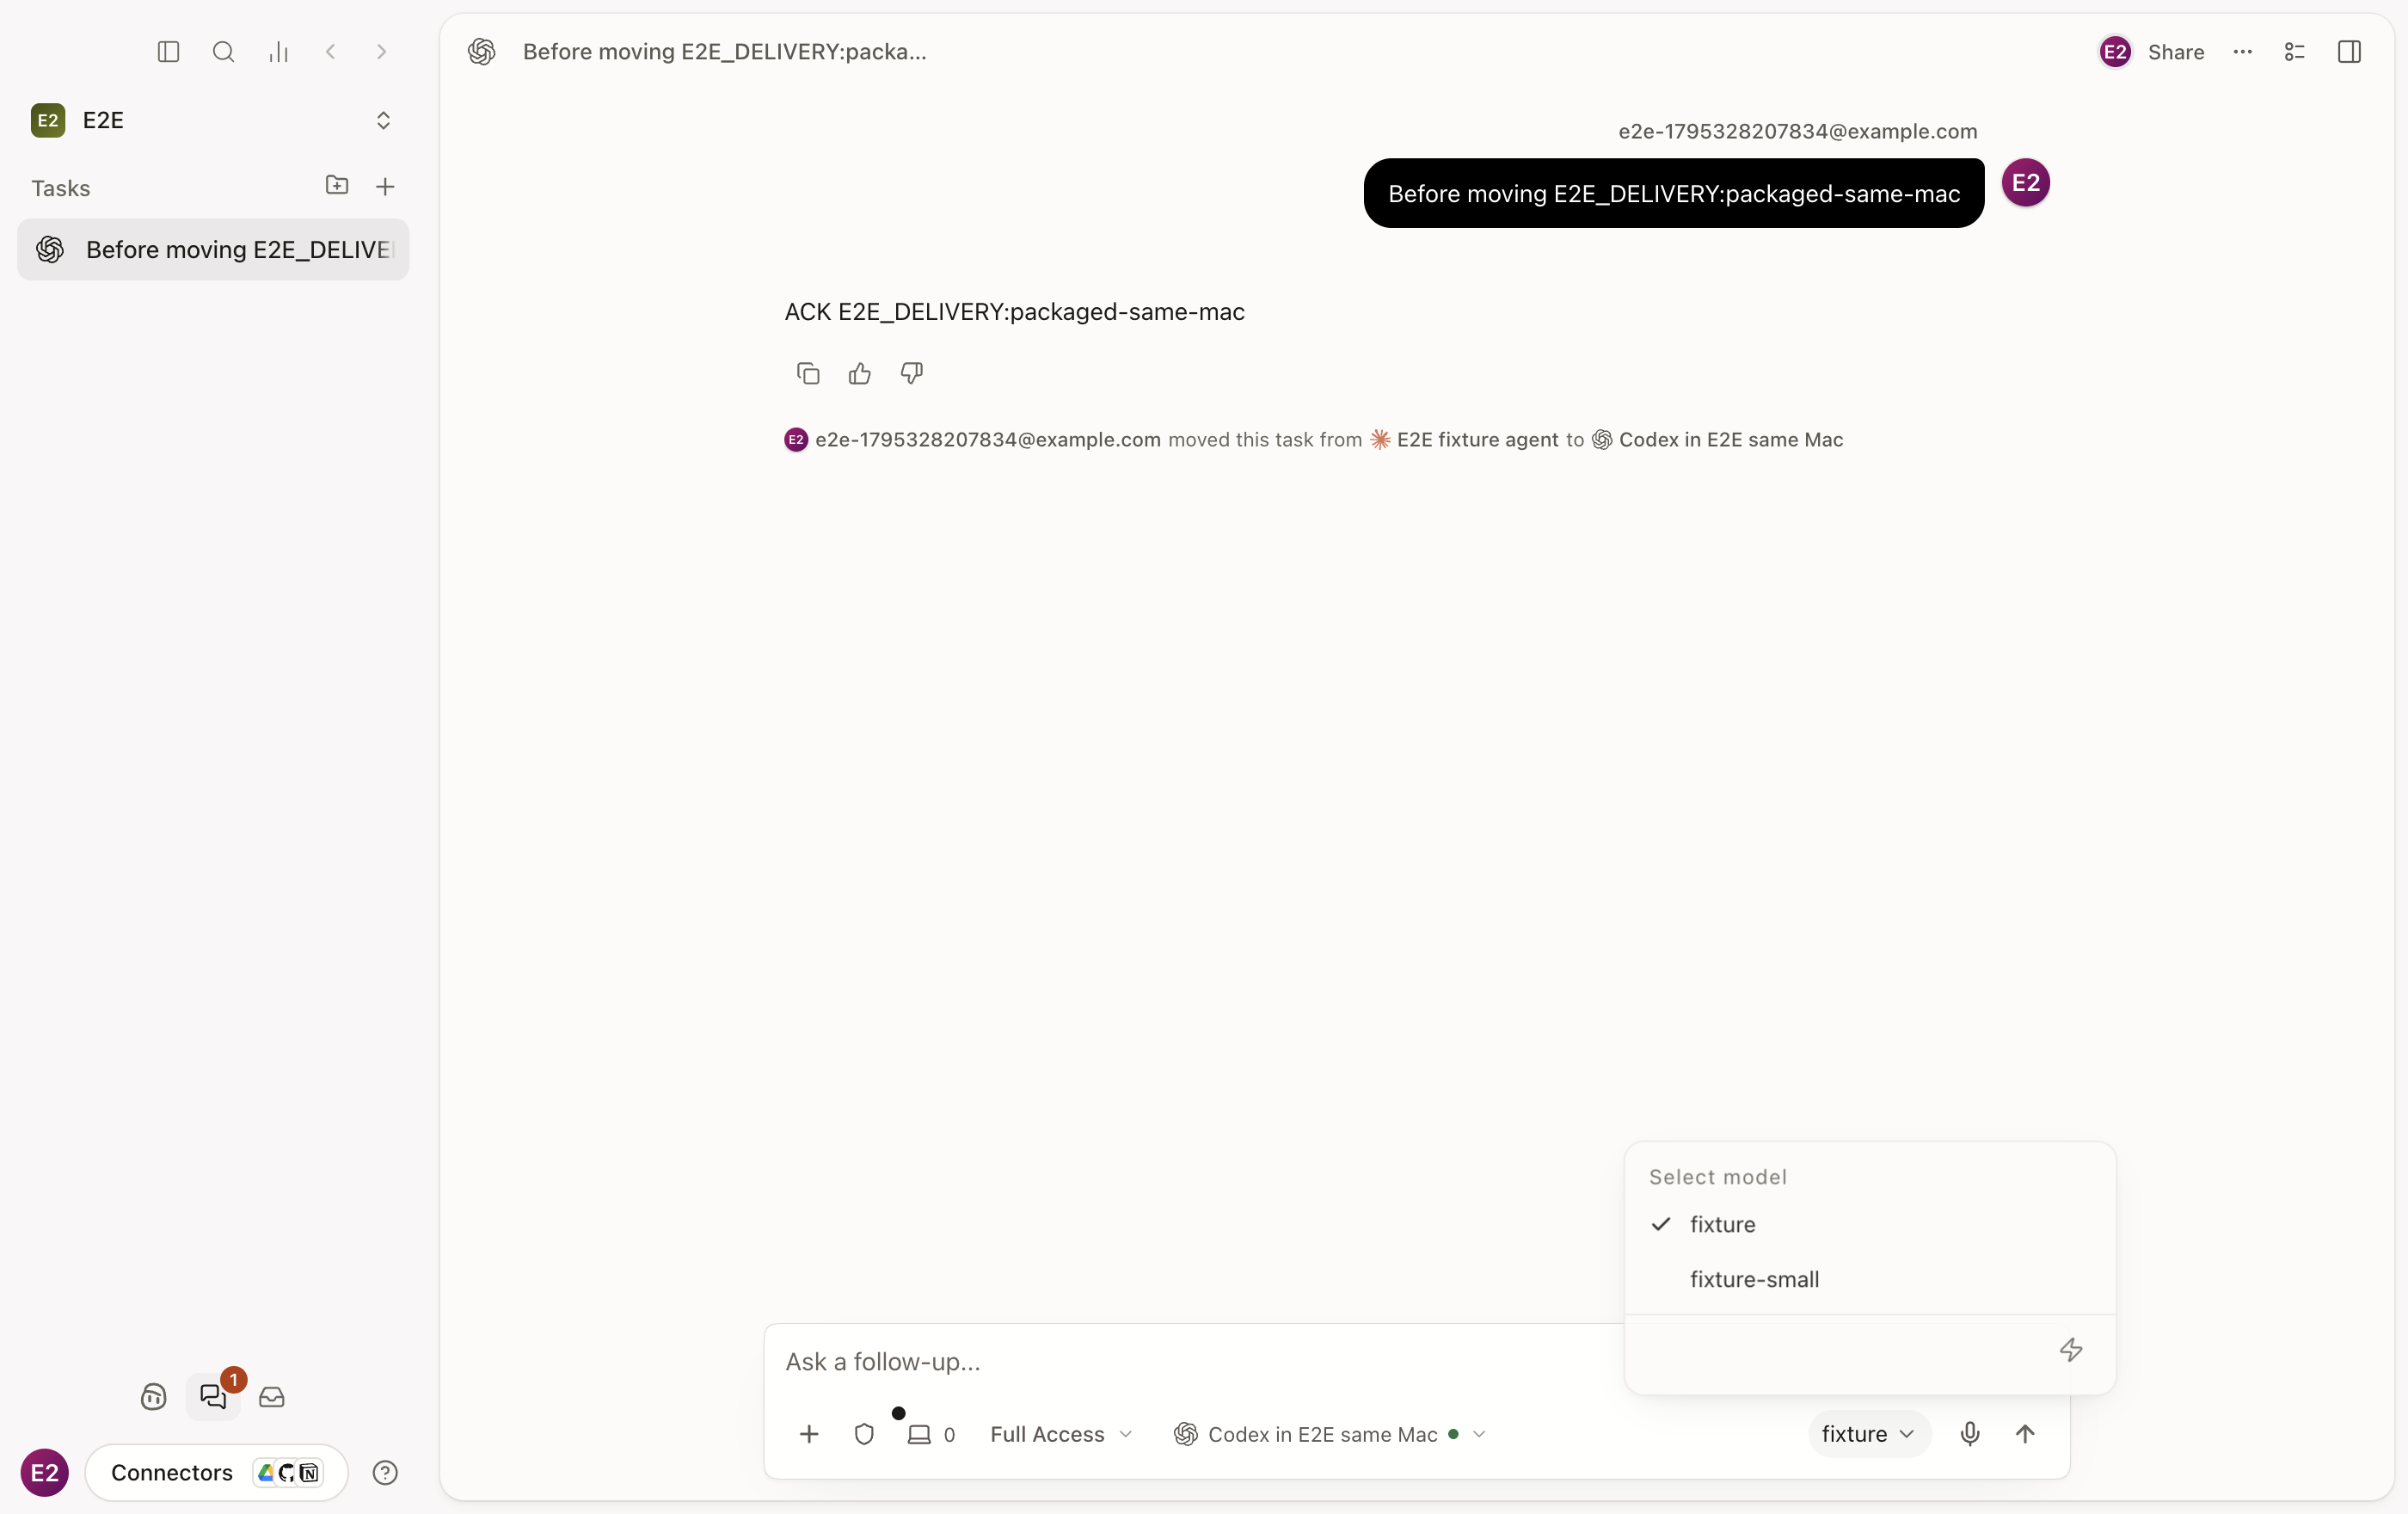 E2 E2E
Tasks
Before moving E2E_DELIVE
1
E2 Connectors
Before moving E2E_DELIVERY:packa...
E2 Share
e2e-1795328207834@example.com
Before moving E2E_DELIVERY:packaged-same-mac
E2
ACK E2E_DELIVERY:packaged-same-mac
E2 e2e-1795328207834@example.com moved this task from E2E fixture agent to Codex in E2E same Mac
Select model
fixture
fixture-small
Ask a follow-up...
0 Full Access Codex in E2E same Mac fixture